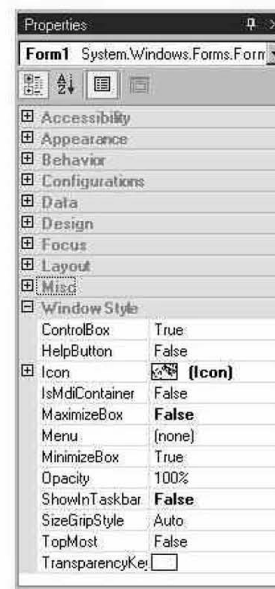 Properties
Form1 System.Windows.Forms.Form
Accessibility
Appearance
Behavior
Configurations
Data
Design
Focus
Layout
Misc
Window Style
ControlBox True
HelpButton False
Icon (Icon)
IsMdiContainer False
MaximizeBox False
Menu (none)
MinimizeBox True
Opacity 100%
ShowInTaskbar False
SizeGripStyle Auto
TopMost False
TransparencyKey